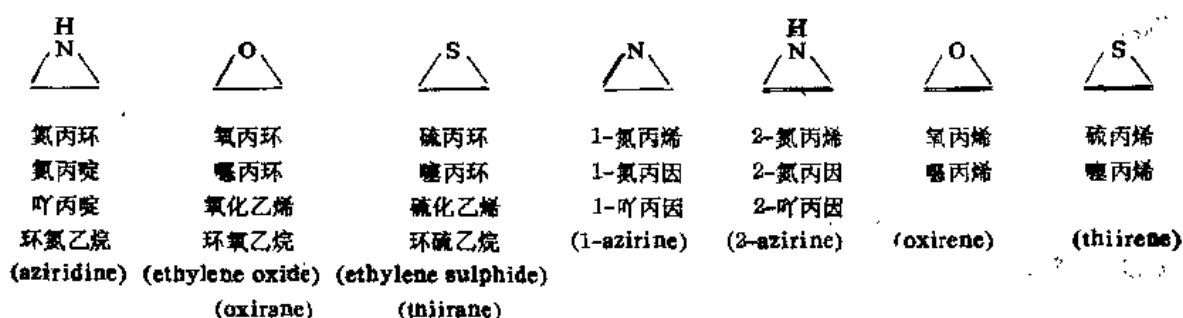 H H
N O S N N O S
氮丙环 氧丙环 硫丙环 1-氮丙烯 2-氮丙烯 氧丙烯 硫丙烯
氮丙啶 噁丙环 噻丙环 1-氮丙因 2-氮丙因 噁丙烯 噻丙烯
吖丙啶 氧化乙烯 硫化乙烯 1-吖丙因 2-吖丙因
环氮乙烷 环氧乙烷 环硫乙烷 (1-azirine) (2-azirine) (oxirene) (thiirene)
(aziridine) (ethylene oxide) (ethylene sulphide)
(oxirane) (thiirane)